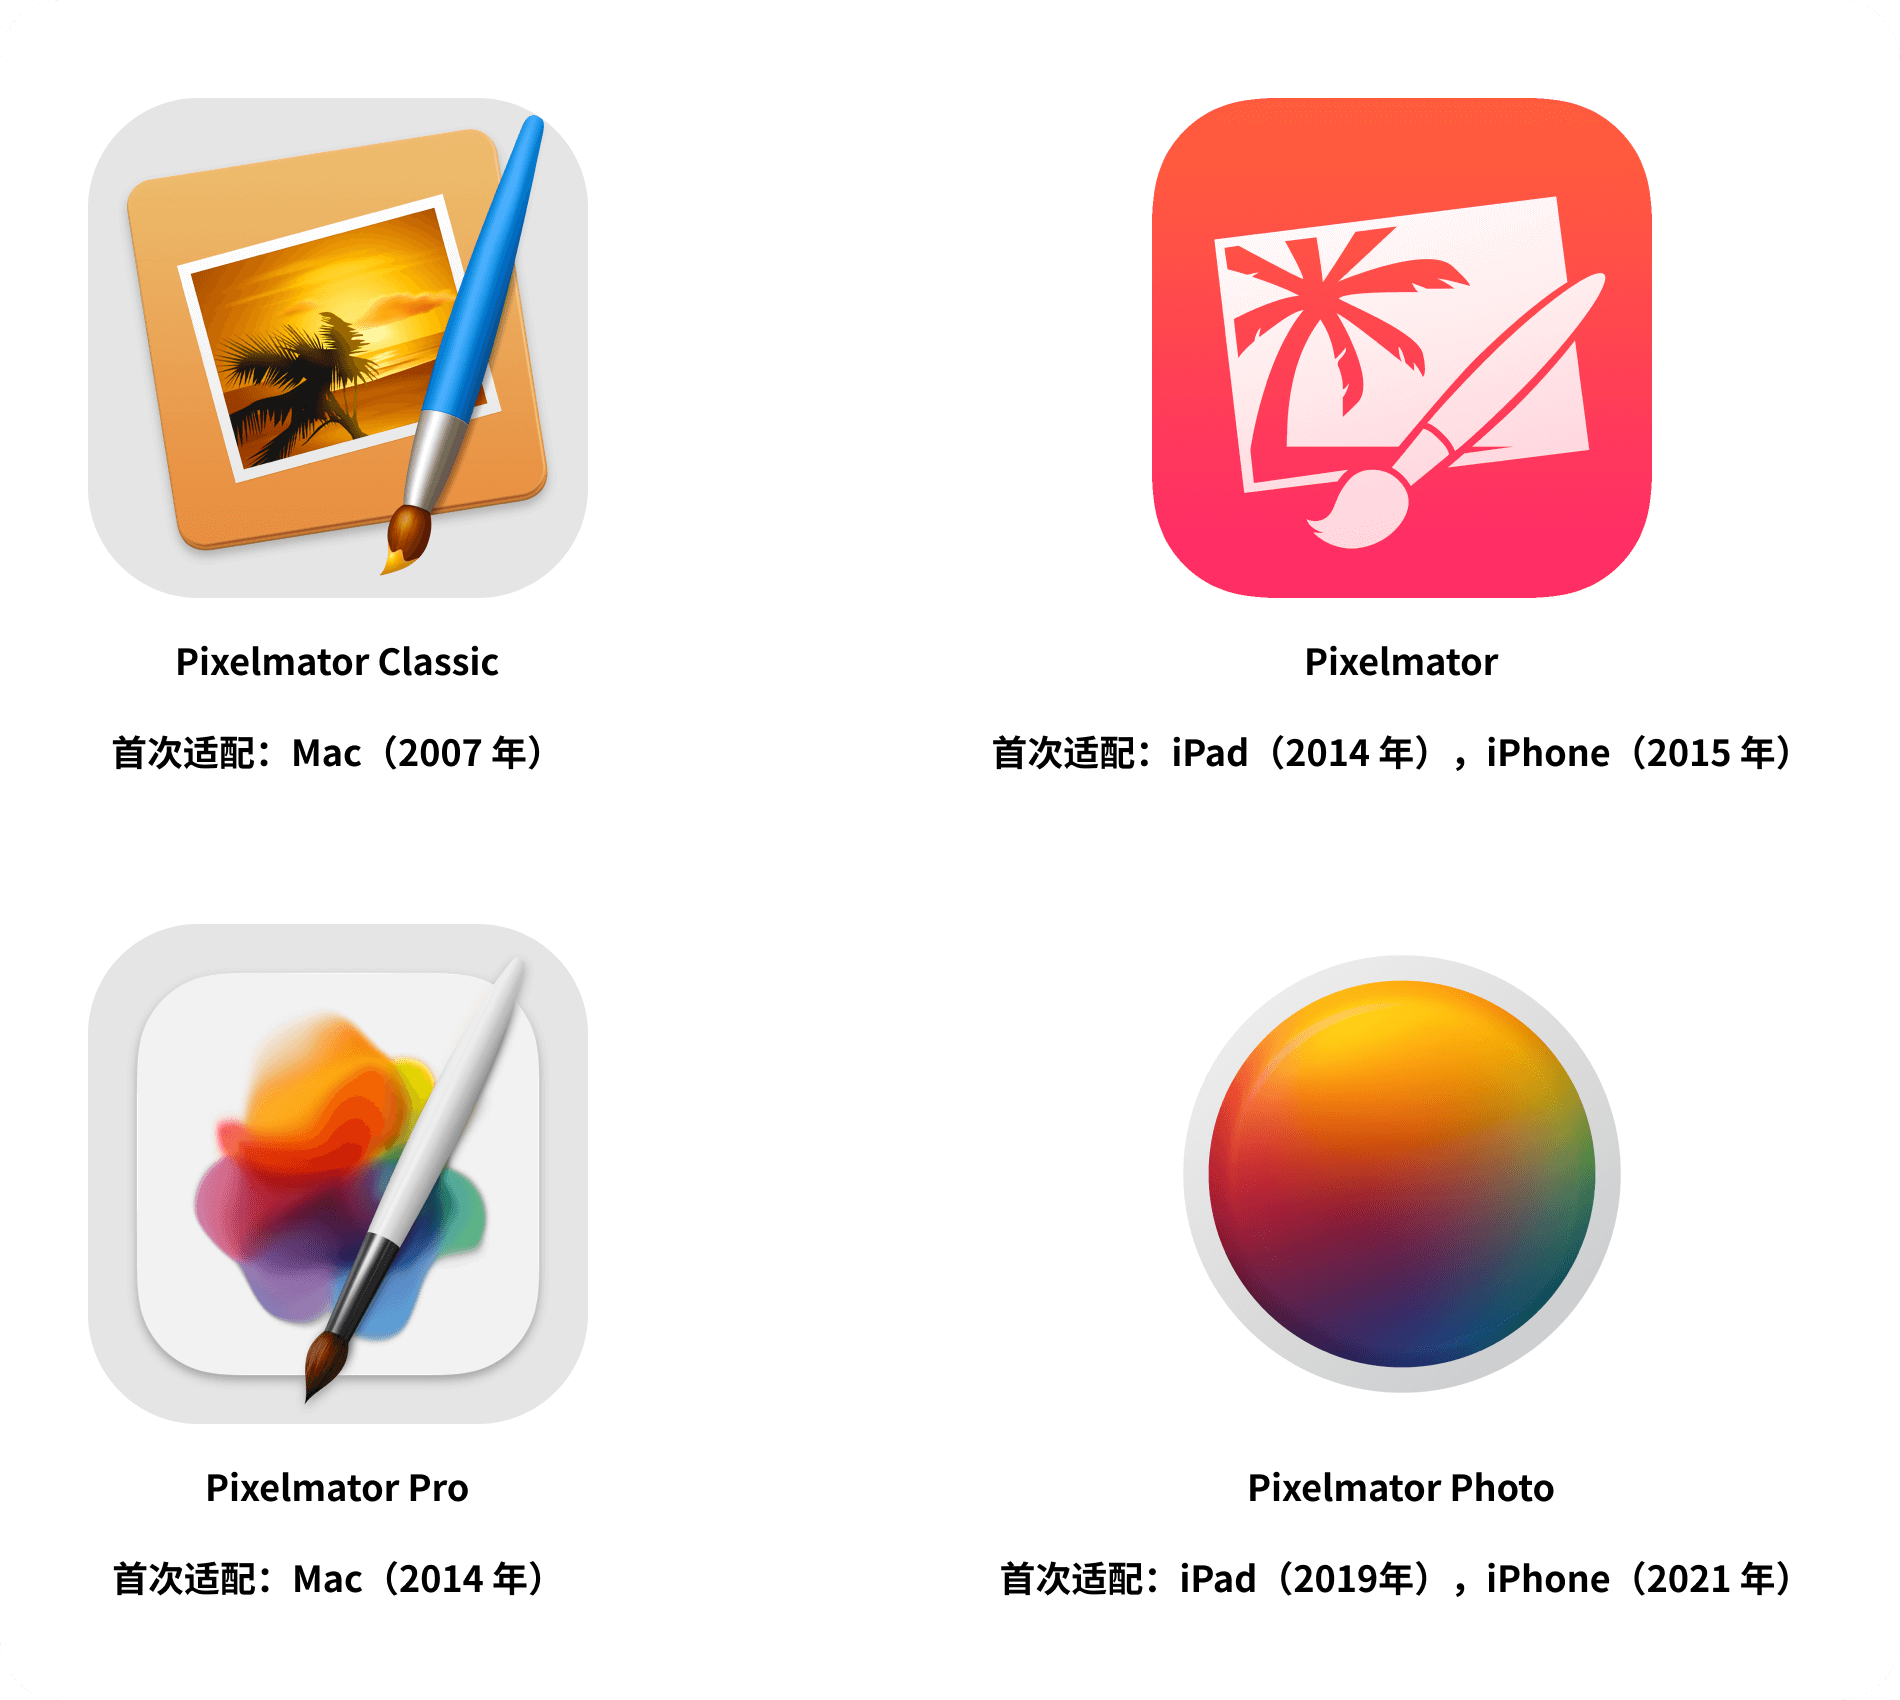 Pixelmator Classic
首次适配：Mac（2007 年）
Pixelmator
首次适配：iPad（2014 年），iPhone（2015 年）
Pixelmator Pro
首次适配：Mac（2014 年）
Pixelmator Photo
首次适配：iPad（2019年），iPhone（2021 年）